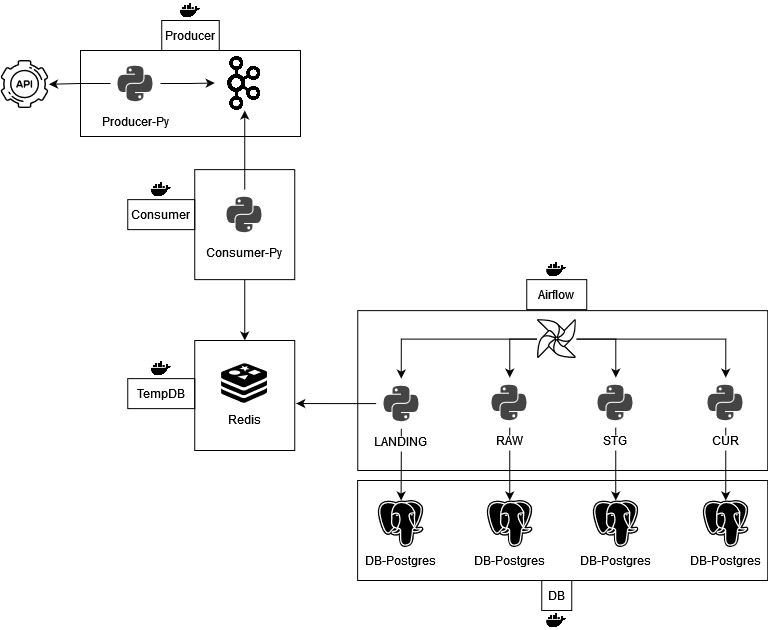 Producer
API
Producer-Py
Consumer
Consumer-Py
Airflow
TempDB
Redis
LANDING
RAW
STG
CUR
DB-Postgres
DB-Postgres
DB-Postgres
DB-Postgres
DB